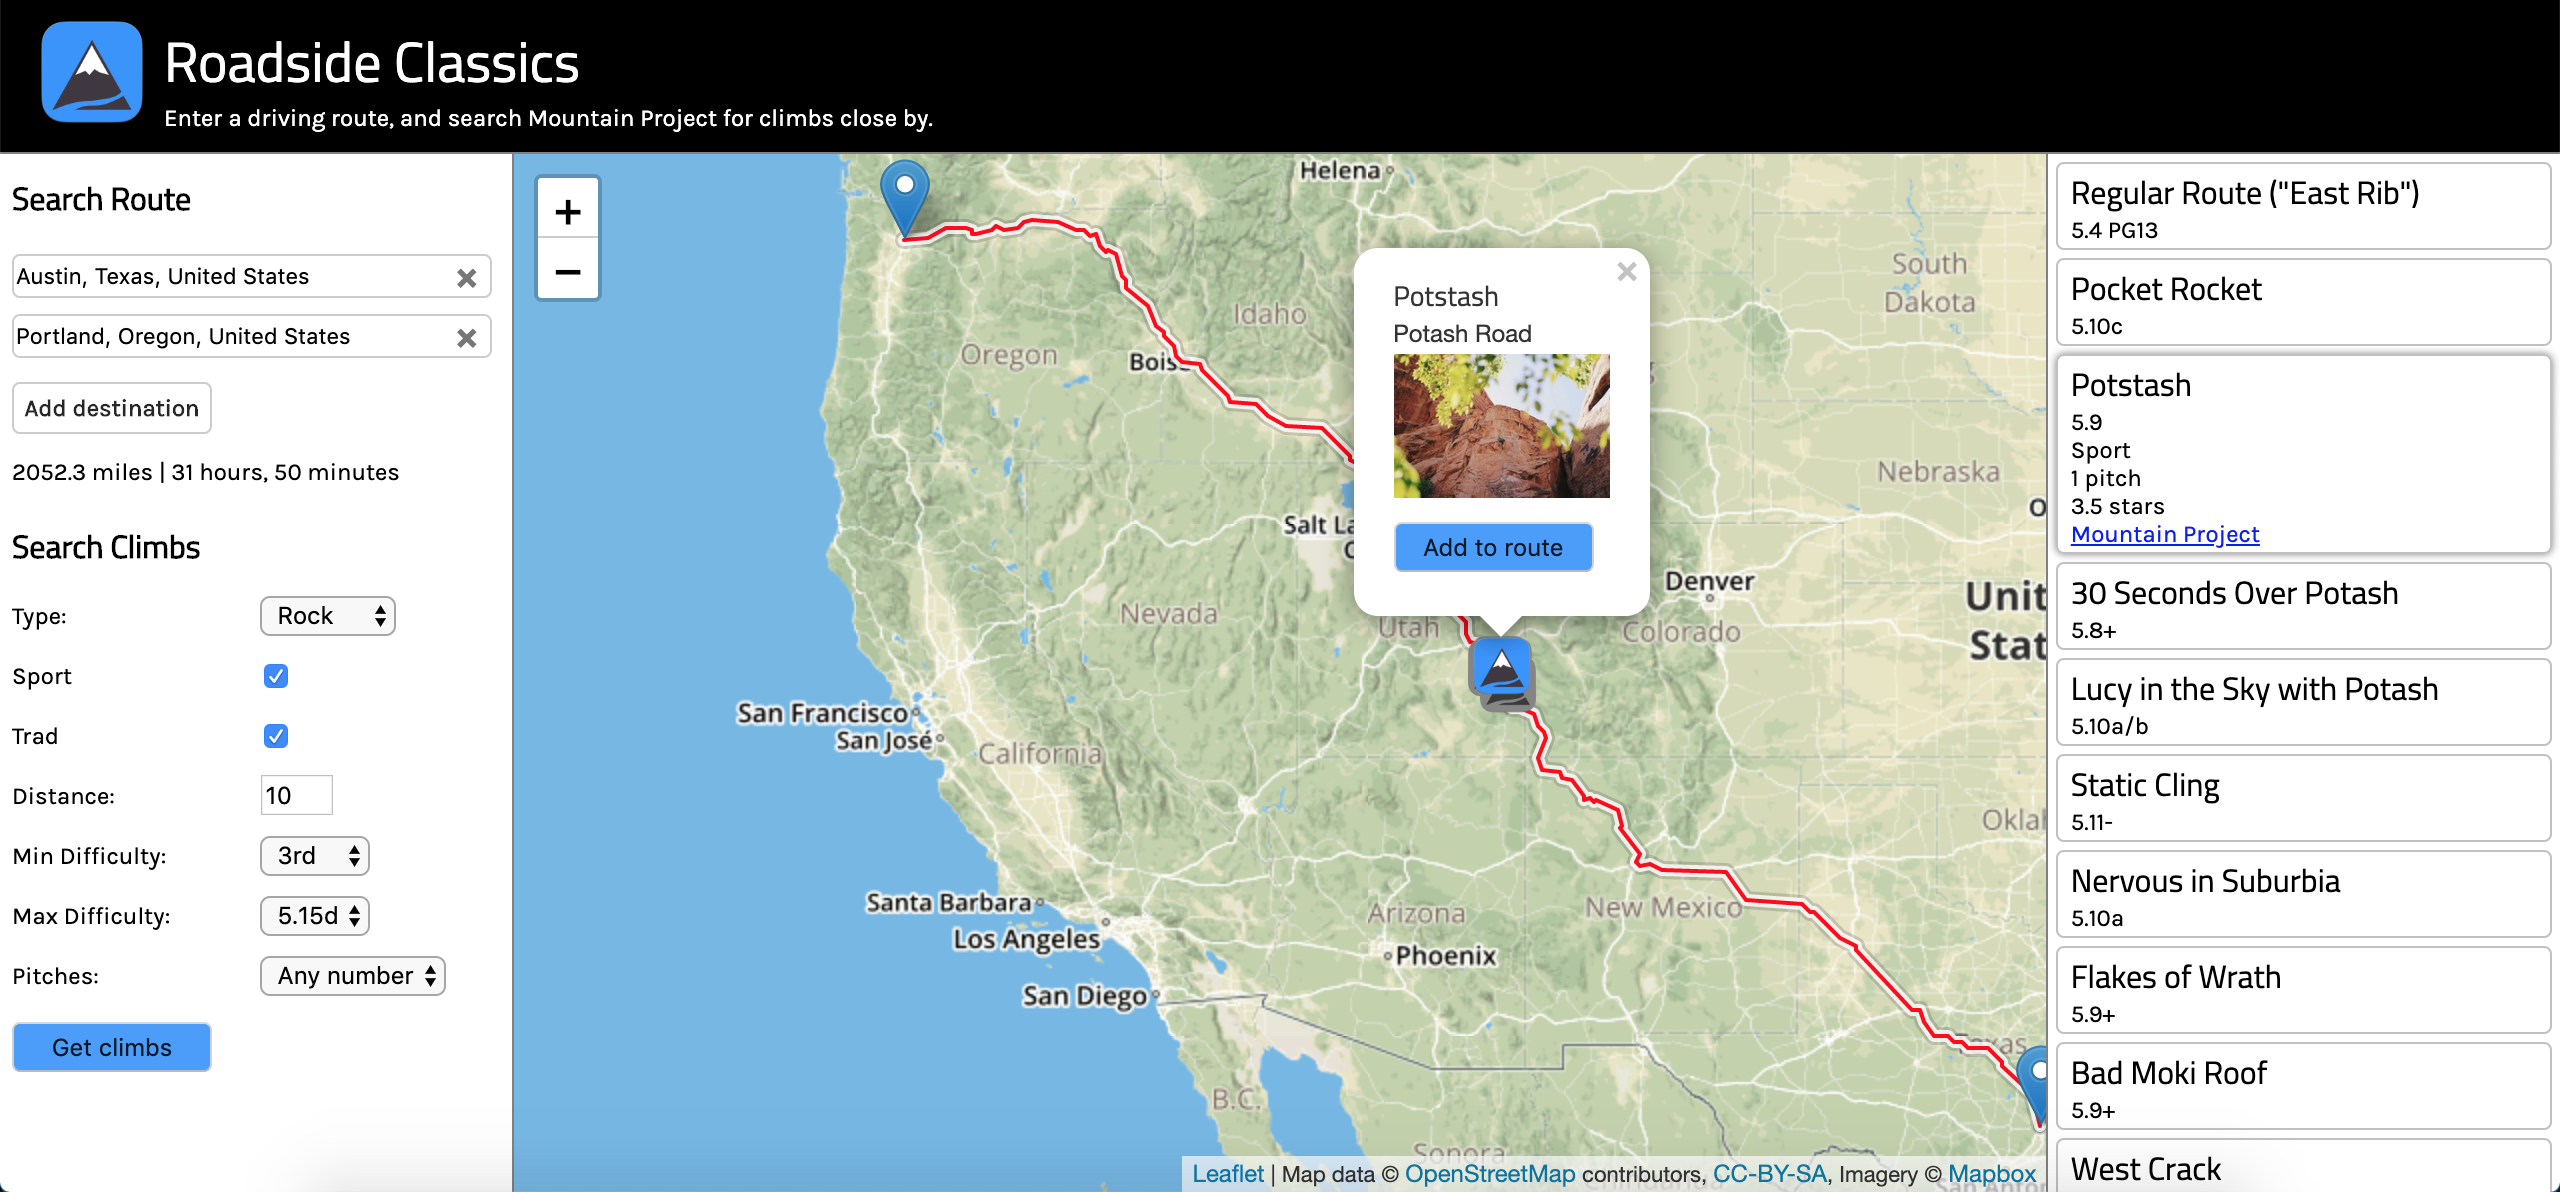 Roadside Classics
Enter a driving route, and search Mountain Project for climbs close by.
Search Route
Austin, Texas, United States
Portland, Oregon, United States
Add destination
2052.3 miles | 31 hours, 50 minutes
Search Climbs
Type: Rock
Sport
Trad
Distance: 10
Min Difficulty: 3rd
Max Difficulty: 5.15d
Pitches: Any number
Get climbs
+
−
Helena
South
Dakota
Idaho
Oregon
Bois
Nebraska
Salt La
Nevada
Utah
Denver
Colorado
Unit
Stat
San Francisco
San José
California
Oklal
Santa Barbara
Los Angeles
Arizona
New Mexico
Phoenix
San Diego
B.C.
Sonora
Potstash
Potash Road
Add to route
Leaflet | Map data © OpenStreetMap contributors, CC-BY-SA, Imagery © Mapbox
Regular Route ("East Rib")
5.4 PG13
Pocket Rocket
5.10c
Potstash
5.9
Sport
1 pitch
3.5 stars
Mountain Project
30 Seconds Over Potash
5.8+
Lucy in the Sky with Potash
5.10a/b
Static Cling
5.11-
Nervous in Suburbia
5.10a
Flakes of Wrath
5.9+
Bad Moki Roof
5.9+
West Crack